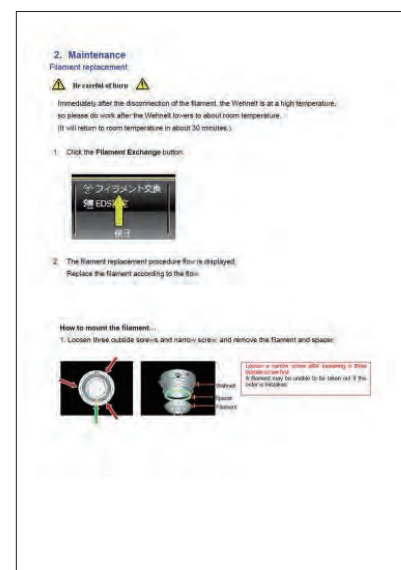 2. Maintenance
Filament replacement
Be careful of burn
Immediately after the disconnection of the filament, the Wehnelt is at a high temperature,
so please do work after the Wehnelt lowers to about room temperature.
(It will return to room temperature in about 30 minutes.)
1. Click the Filament Exchange button.
フィラメント交換
EDS
保守
2. The filament replacement procedure flow is displayed.
Replace the filament according to the flow.
How to mount the filament...
1. Loosen three outside screws and narrow screw, and remove the filament and spacer.
Wehnelt
Spacer
Filament
Loosen a narrow screw after loosening a three
outside screw first.
A filament may be unable to be taken out if the
order is mistaken.